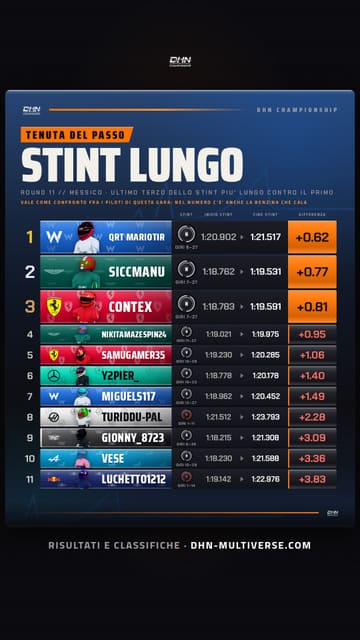 DHN
CHAMPIONSHIP
DHN
DHN CHAMPIONSHIP
TENUTA DEL PASSO
STINT LUNGO
ROUND 11 // MESSICO · ULTIMO TERZO DELLO STINT PIU' LUNGO CONTRO IL PRIMO
VALE COME CONFRONTO FRA I PILOTI DI QUESTA GARA: NEL NUMERO C'E' ANCHE LA BENZINA CHE CALA
STINT INIZIO STINT FINE STINT DIFFERENZA
1 QRT MARIOTIR 1:20.902 1:21.517 +0.62
2 SICCMANU 1:18.762 1:19.531 +0.77
3 CONTEX 1:18.783 1:19.591 +0.81
4 NIKITAMAZESPIN24 1:19.021 1:19.975 +0.95
5 SAMUGAMER35 1:19.230 1:20.285 +1.06
6 Y2PIER_ 1:18.778 1:20.178 +1.40
7 MIGUELS117 1:18.962 1:20.452 +1.49
8 TURIDDU-PAL 1:21.512 1:23.793 +2.28
9 GIONNY_8723 1:18.215 1:21.308 +3.09
10 VESE 1:18.230 1:21.588 +3.36
11 LUCHETTO1212 1:19.142 1:22.976 +3.83
DHN
RISULTATI E CLASSIFICHE · DHN-MULTIVERSE.COM